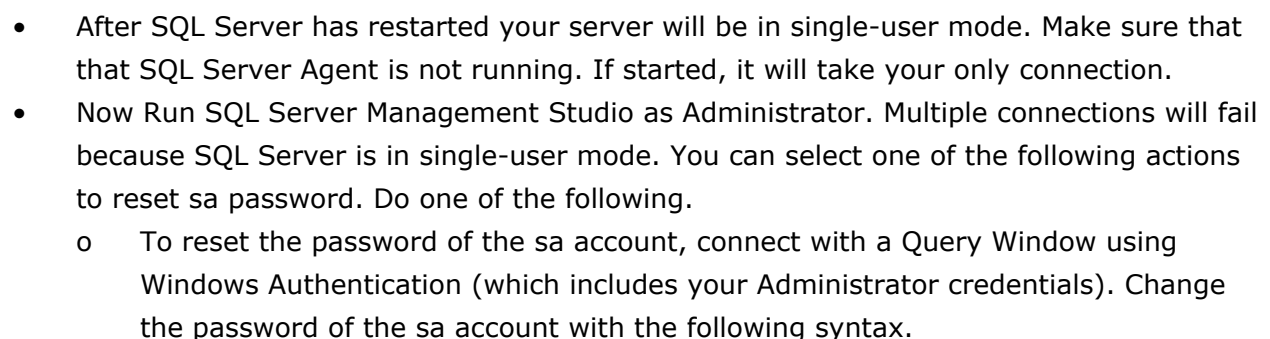 • After SQL Server has restarted your server will be in single-user mode. Make sure that
that SQL Server Agent is not running. If started, it will take your only connection.
• Now Run SQL Server Management Studio as Administrator. Multiple connections will fail
because SQL Server is in single-user mode. You can select one of the following actions
to reset sa password. Do one of the following.
o To reset the password of the sa account, connect with a Query Window using
Windows Authentication (which includes your Administrator credentials). Change
the password of the sa account with the following syntax.